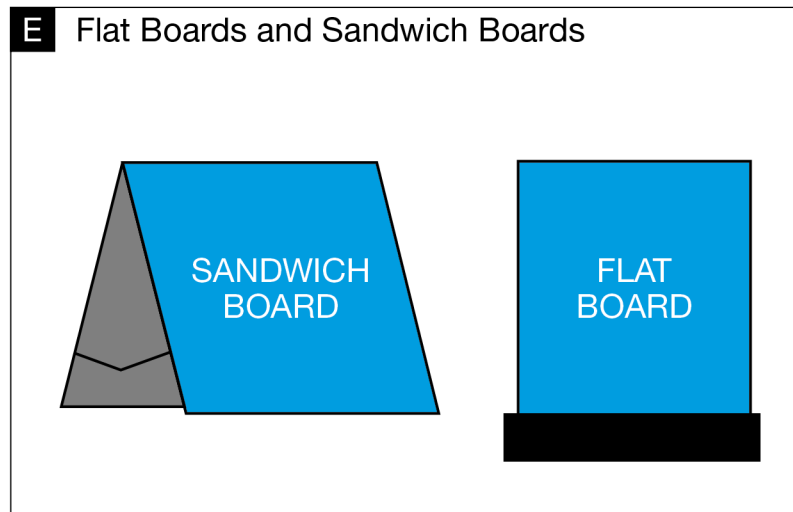 E Flat Boards and Sandwich Boards
SANDWICH
BOARD
FLAT
BOARD